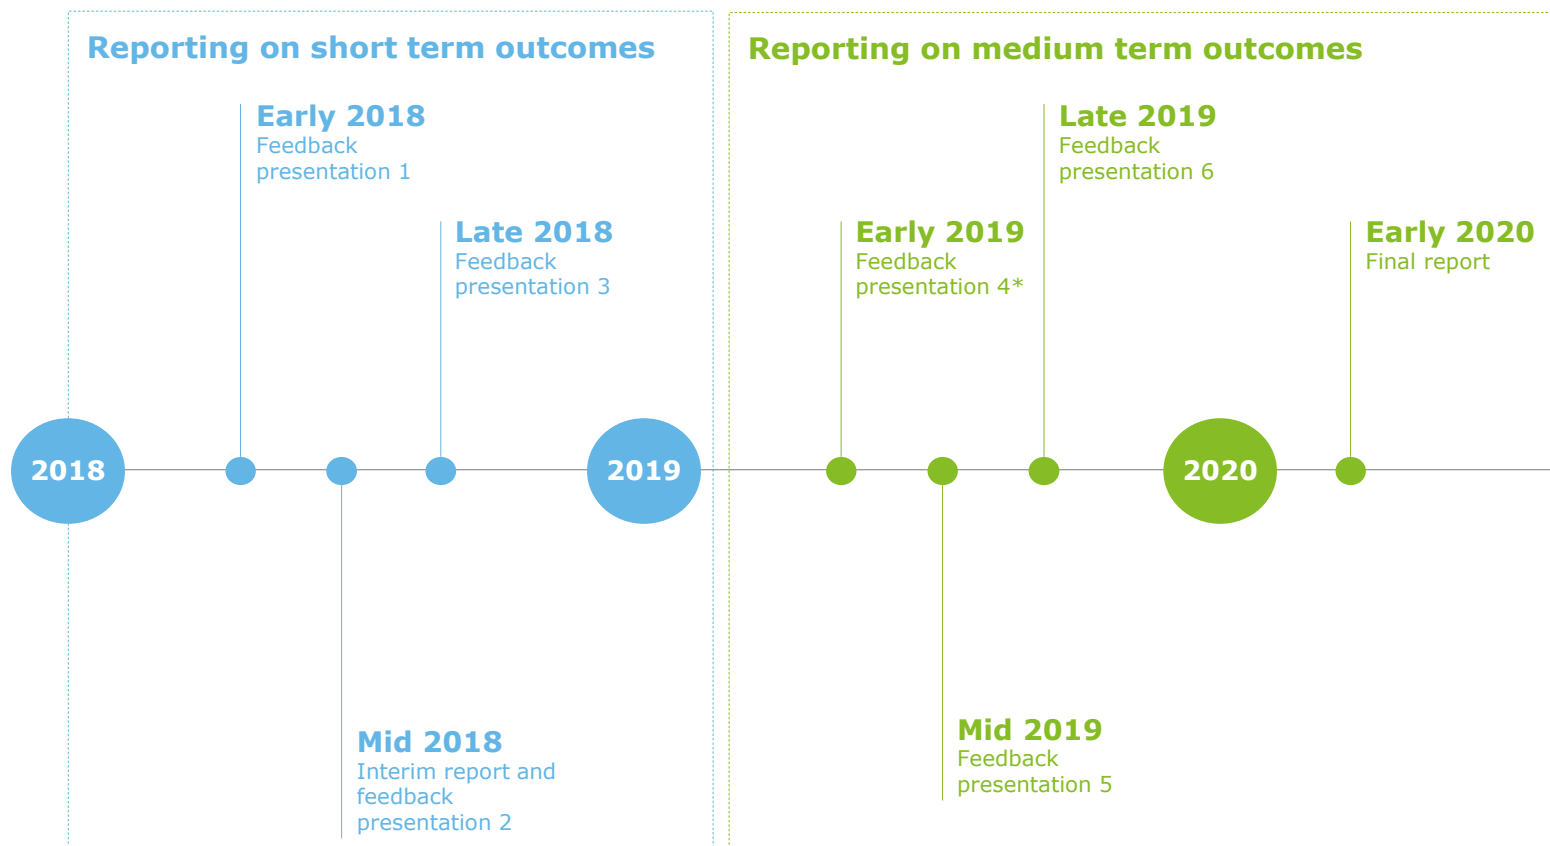 Reporting on short term outcomes
Early 2018
Feedback
presentation 1
Late 2018
Feedback
presentation 3
2018
2019
Mid 2018
Interim report and
feedback
presentation 2
Reporting on medium term outcomes
Late 2019
Feedback
presentation 6
Early 2019
Feedback
presentation 4*
Early 2020
Final report
2020
Mid 2019
Feedback
presentation 5